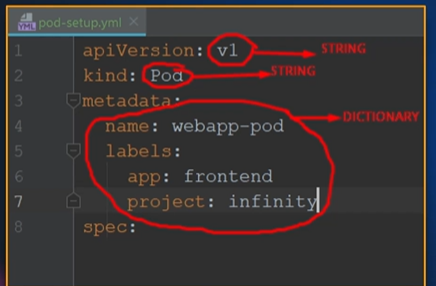 pod-setup.yml
1 apiVersion: v1 STRING
2 kind: Pod STRING
3 metadata:
4 name: webapp-pod DICTIONARY
5 labels:
6 app: frontend
7 project: infinity
8 spec: